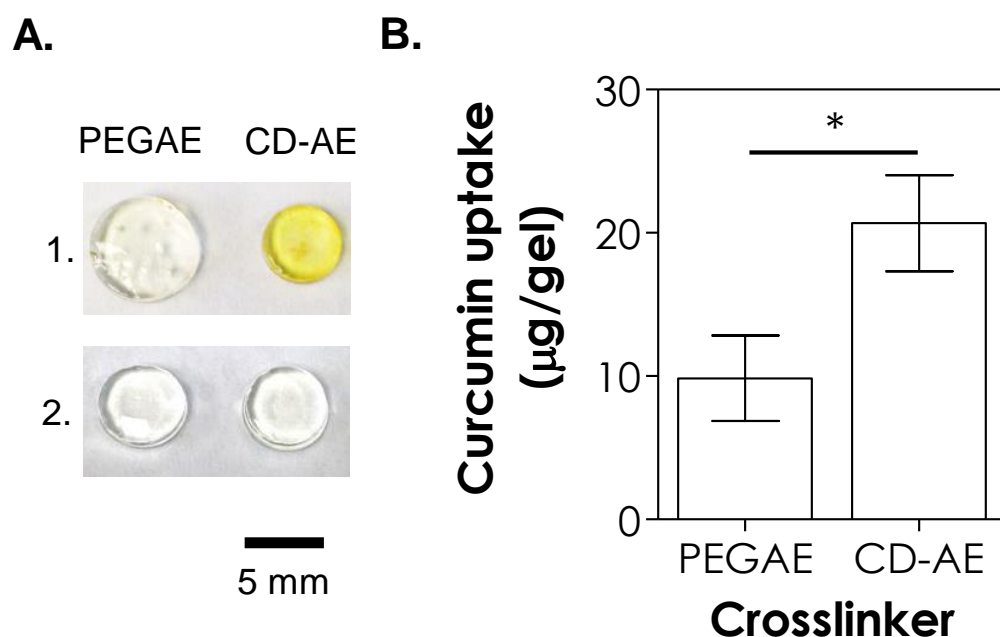 A.
PEGAE CD-AE
1.
2.
5 mm
B.
Curcumin uptake
(μg/gel)
30
20
10
0
*
PEGAE CD-AE
Crosslinker